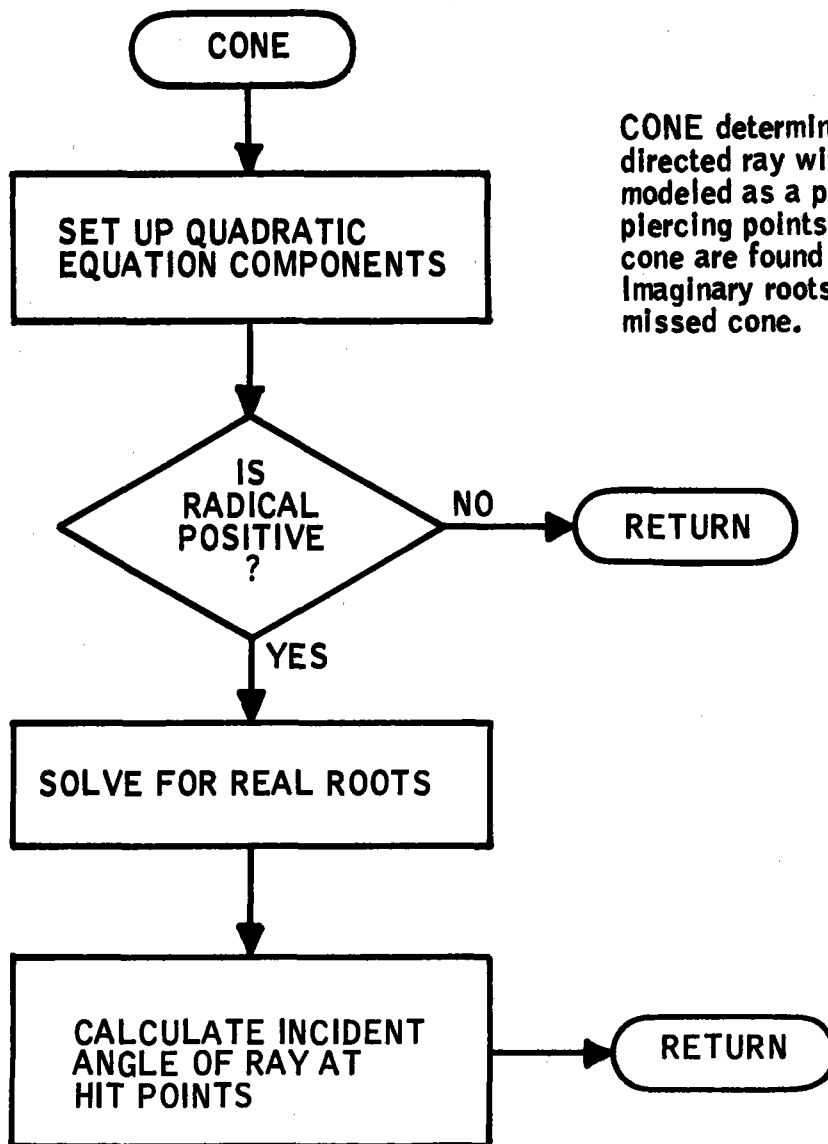 CONE
CONE determin
directed ray wi
modeled as a p
piercing points
cone are found
Imaginary roots
missed cone.
SET UP QUADRATIC
EQUATION COMPONENTS
IS
RADICAL
POSITIVE
?
NO
RETURN
YES
SOLVE FOR REAL ROOTS
CALCULATE INCIDENT
ANGLE OF RAY AT
HIT POINTS
RETURN